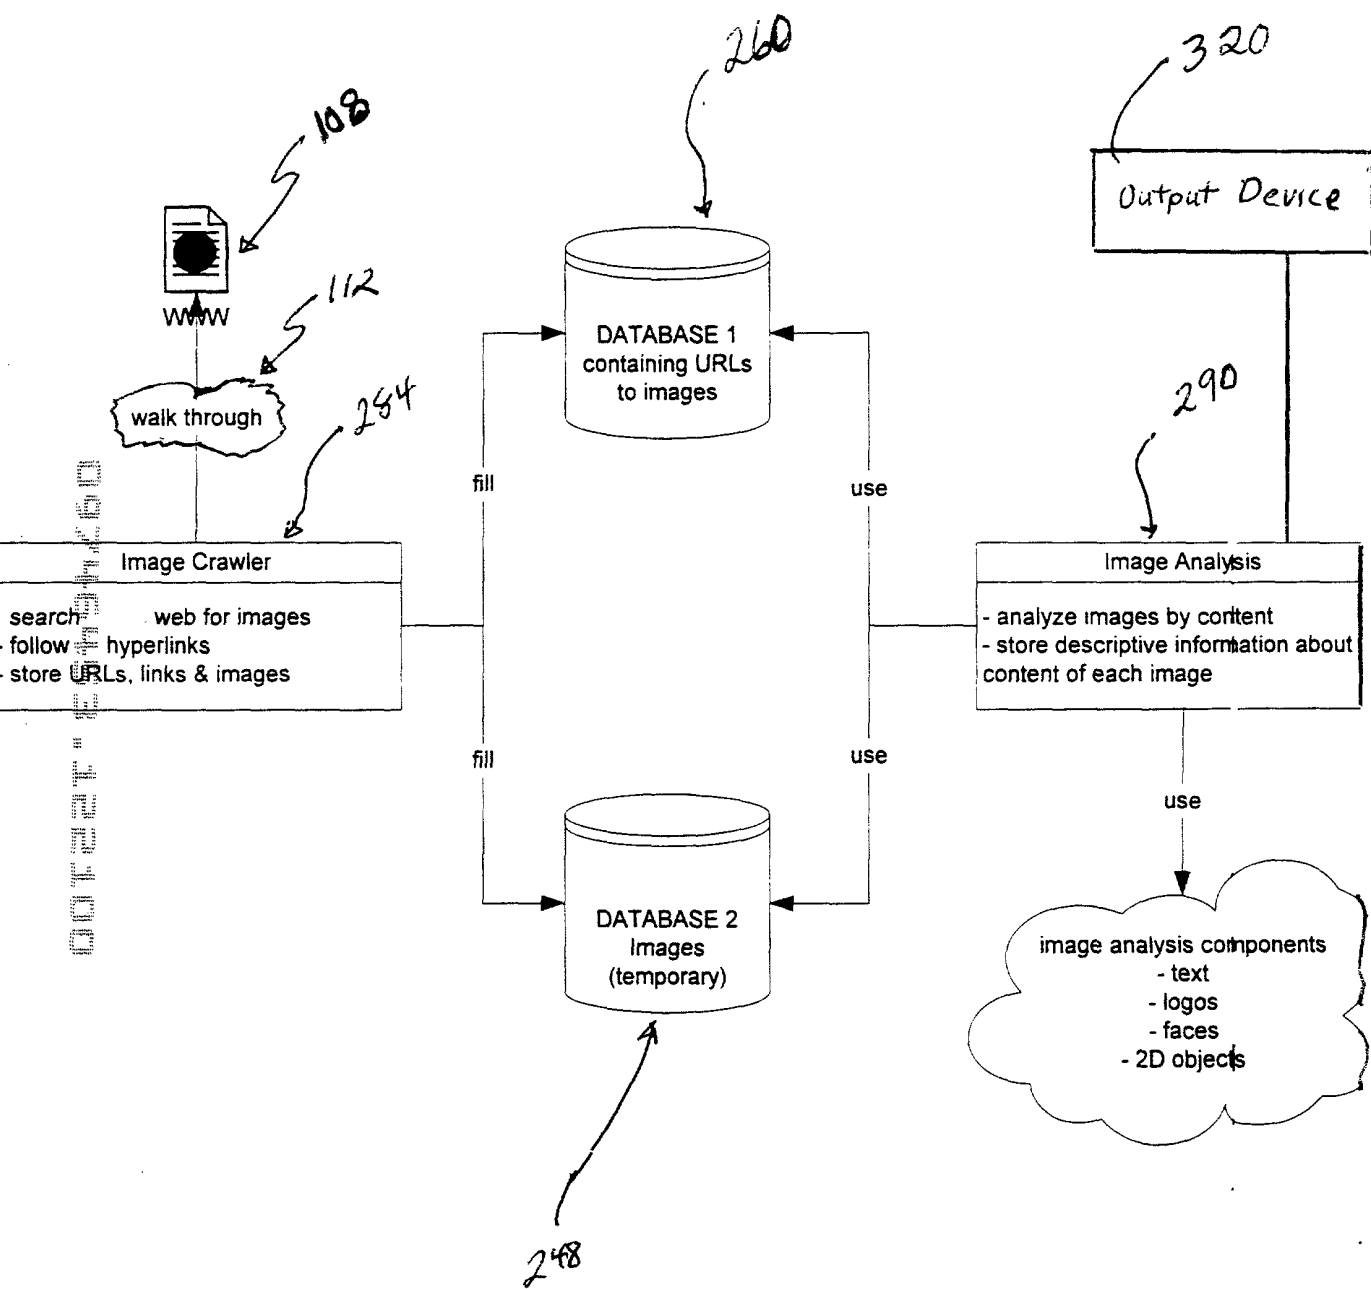 260
320
108
Output Device
112
WWW
DATABASE 1
containing URLs
to images
290
walk through
284
fill
use
Image Crawler
search web for images
- follow hyperlinks
- store URLs, links & images
Image Analysis
- analyze images by content
- store descriptive information about
content of each image
fill
use
use
DATABASE 2
Images
(temporary)
image analysis components
- text
- logos
- faces
- 2D objects
248